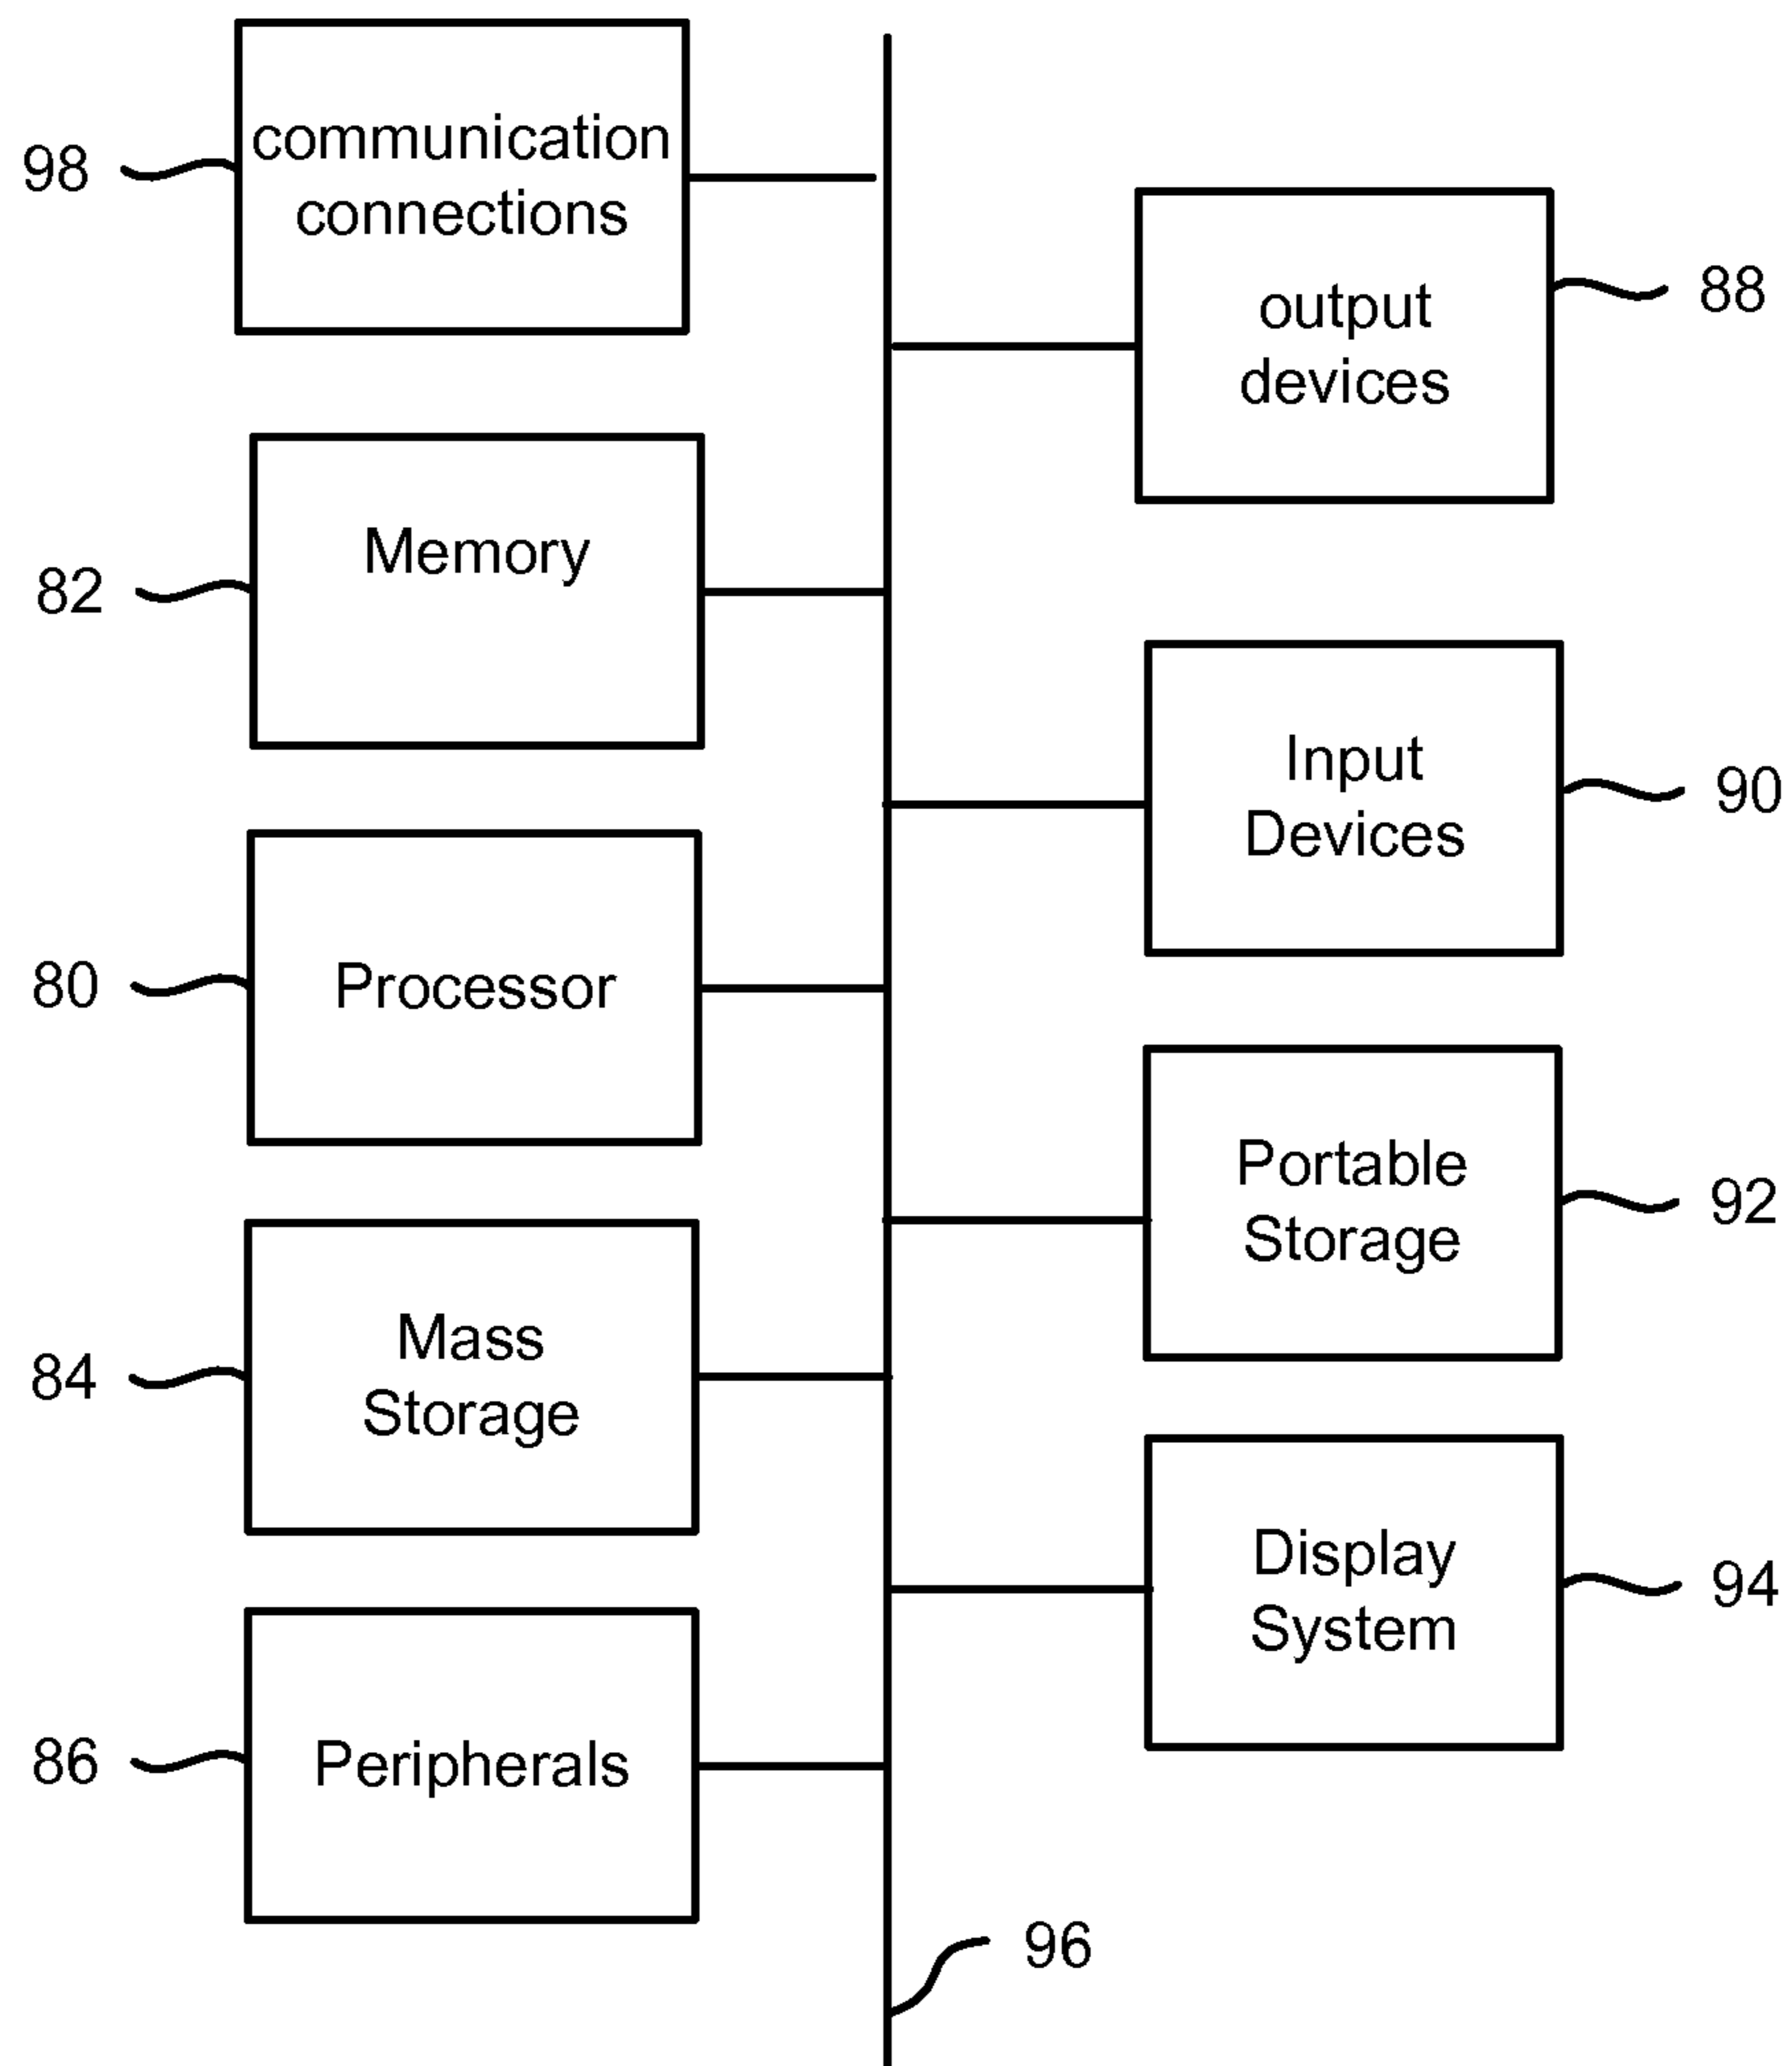 98
communication
connections
88
output
devices
82
Memory
90
Input
Devices
80
Processor
92
Portable
Storage
84
Mass
Storage
94
Display
System
86
Peripherals
96